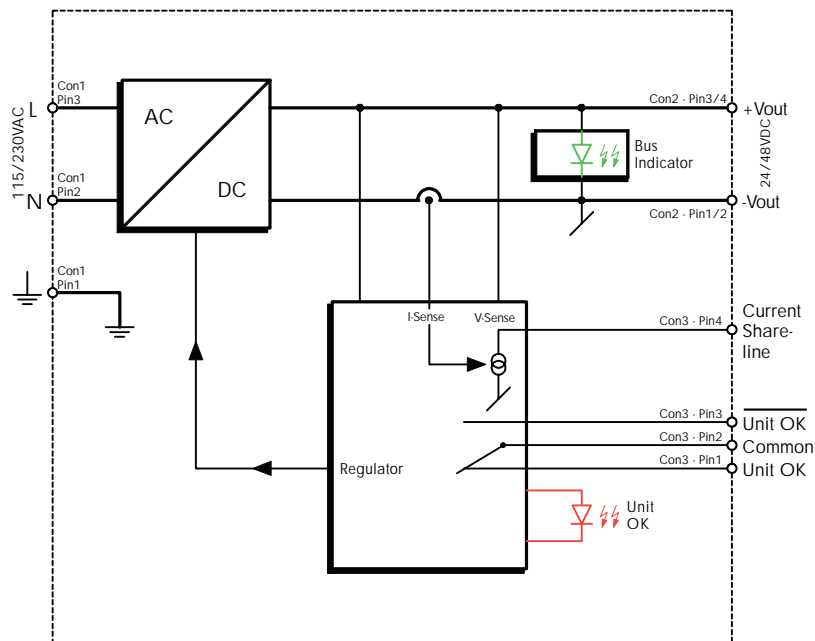 Con1
Pin3
L
AC
Con2 - Pin3/4
+Vout
115/230VAC
24/48VDC
Bus
Indicator
Con1
Pin2
N
DC
Con2 - Pin1/2
-Vout
Con1
Pin1
I-Sense
V-Sense
Con3 - Pin4
Current
Share-
line
Con3 - Pin3
Unit OK
Con3 - Pin2
Common
Con3 - Pin1
Unit OK
Regulator
Unit
OK